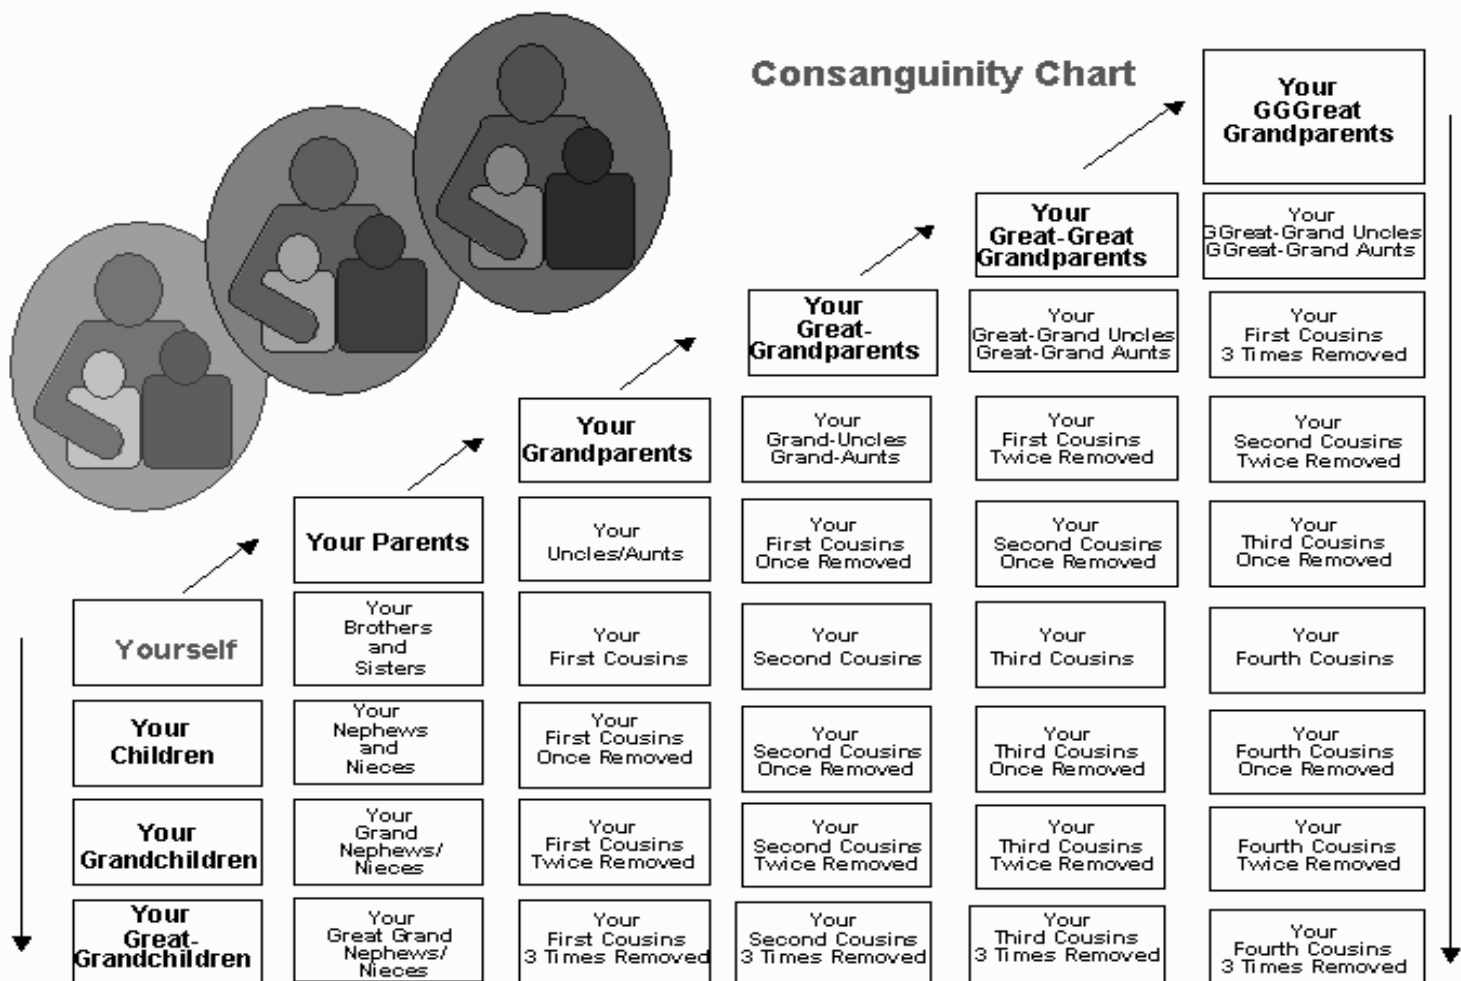 Consanguinity Chart
Your
GGGreat
Grandparents
Your
Great-Great
Grandparents
Your
GGreat-Grand Uncles
GGreat-Grand Aunts
Your
Great-
Grandparents
Your
Great-Grand Uncles
Great-Grand Aunts
Your
First Cousins
3 Times Removed
Your
Grandparents
Your
Grand-Uncles
Grand-Aunts
Your
First Cousins
Twice Removed
Your
Second Cousins
Twice Removed
Your Parents
Your
Uncles/Aunts
Your
First Cousins
Once Removed
Your
Second Cousins
Once Removed
Your
Third Cousins
Once Removed
Yourself
Your
Brothers
and
Sisters
Your
First Cousins
Your
Second Cousins
Your
Third Cousins
Your
Fourth Cousins
Your
Children
Your
Nephews
and
Nieces
Your
First Cousins
Once Removed
Your
Second Cousins
Once Removed
Your
Third Cousins
Once Removed
Your
Fourth Cousins
Once Removed
Your
Grandchildren
Your
Grand
Nephews/
Nieces
Your
First Cousins
Twice Removed
Your
Second Cousins
Twice Removed
Your
Third Cousins
Twice Removed
Your
Fourth Cousins
Twice Removed
Your
Great-
Grandchildren
Your
Great Grand
Nephews/
Nieces
Your
First Cousins
3 Times Removed
Your
Second Cousins
3 Times Removed
Your
Third Cousins
3 Times Removed
Your
Fourth Cousins
3 Times Removed